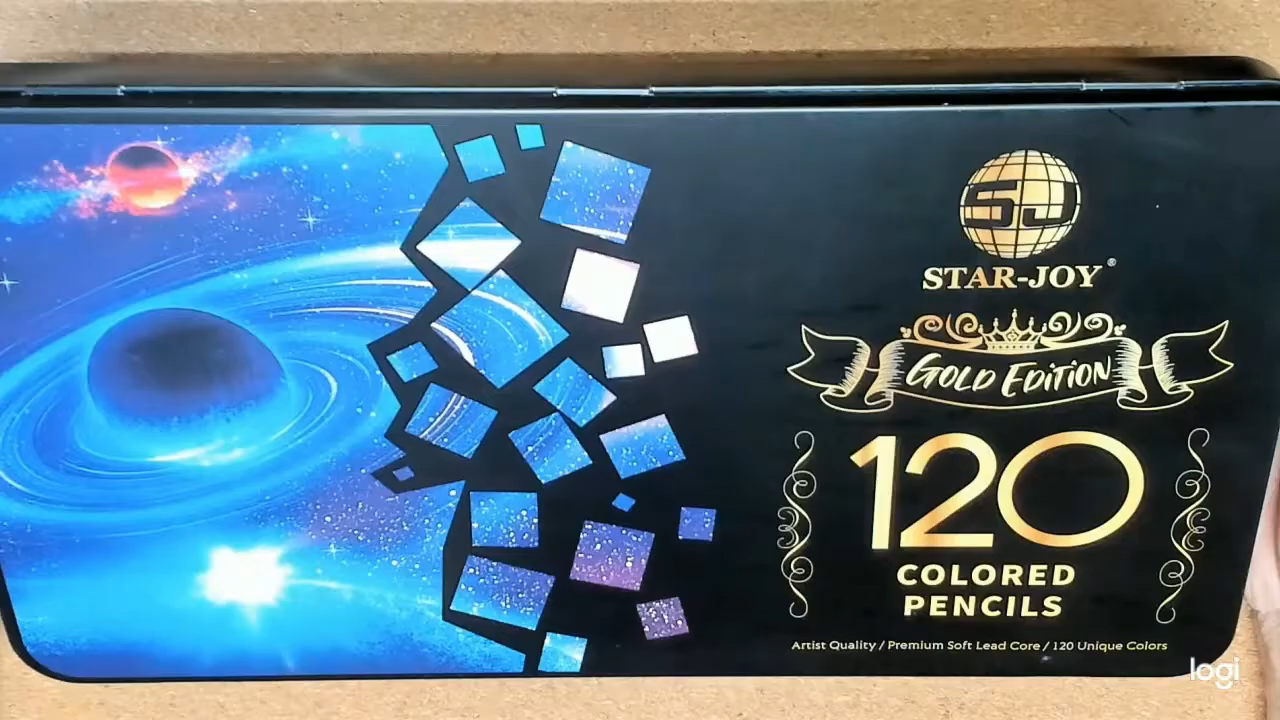 SJ
STAR-JOY®
GOLD EDITION
120
COLORED
PENCILS
Artist Quality / Premium Soft Lead Core / 120 Unique Colors
logi